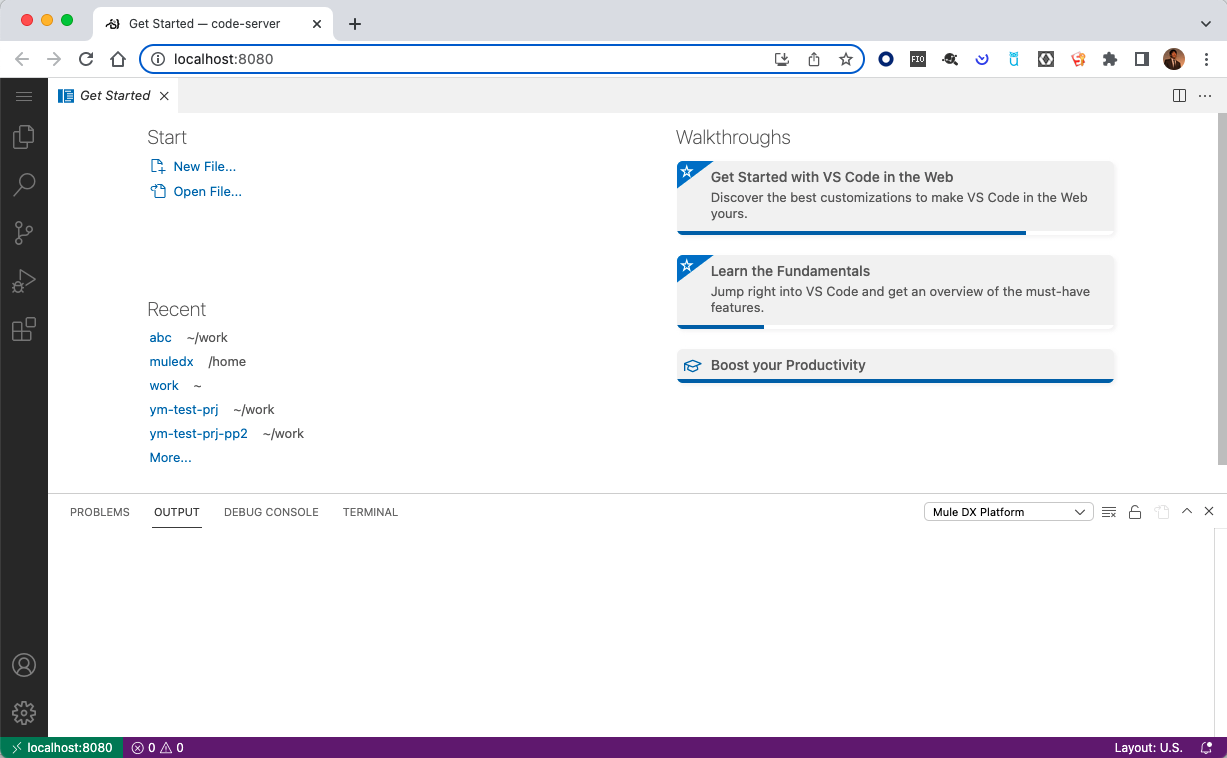 Get Started — code-server
localhost:8080
FIO
Get Started
Start
New File...
Open File...
Recent
abc ~/work
muledx /home
work ~
ym-test-prj ~/work
ym-test-prj-pp2 ~/work
More...
Walkthroughs
Get Started with VS Code in the Web
Discover the best customizations to make VS Code in the Web
yours.
Learn the Fundamentals
Jump right into VS Code and get an overview of the must-have
features.
Boost your Productivity
PROBLEMS OUTPUT DEBUG CONSOLE TERMINAL
Mule DX Platform
localhost:8080 0 0 Layout: U.S.